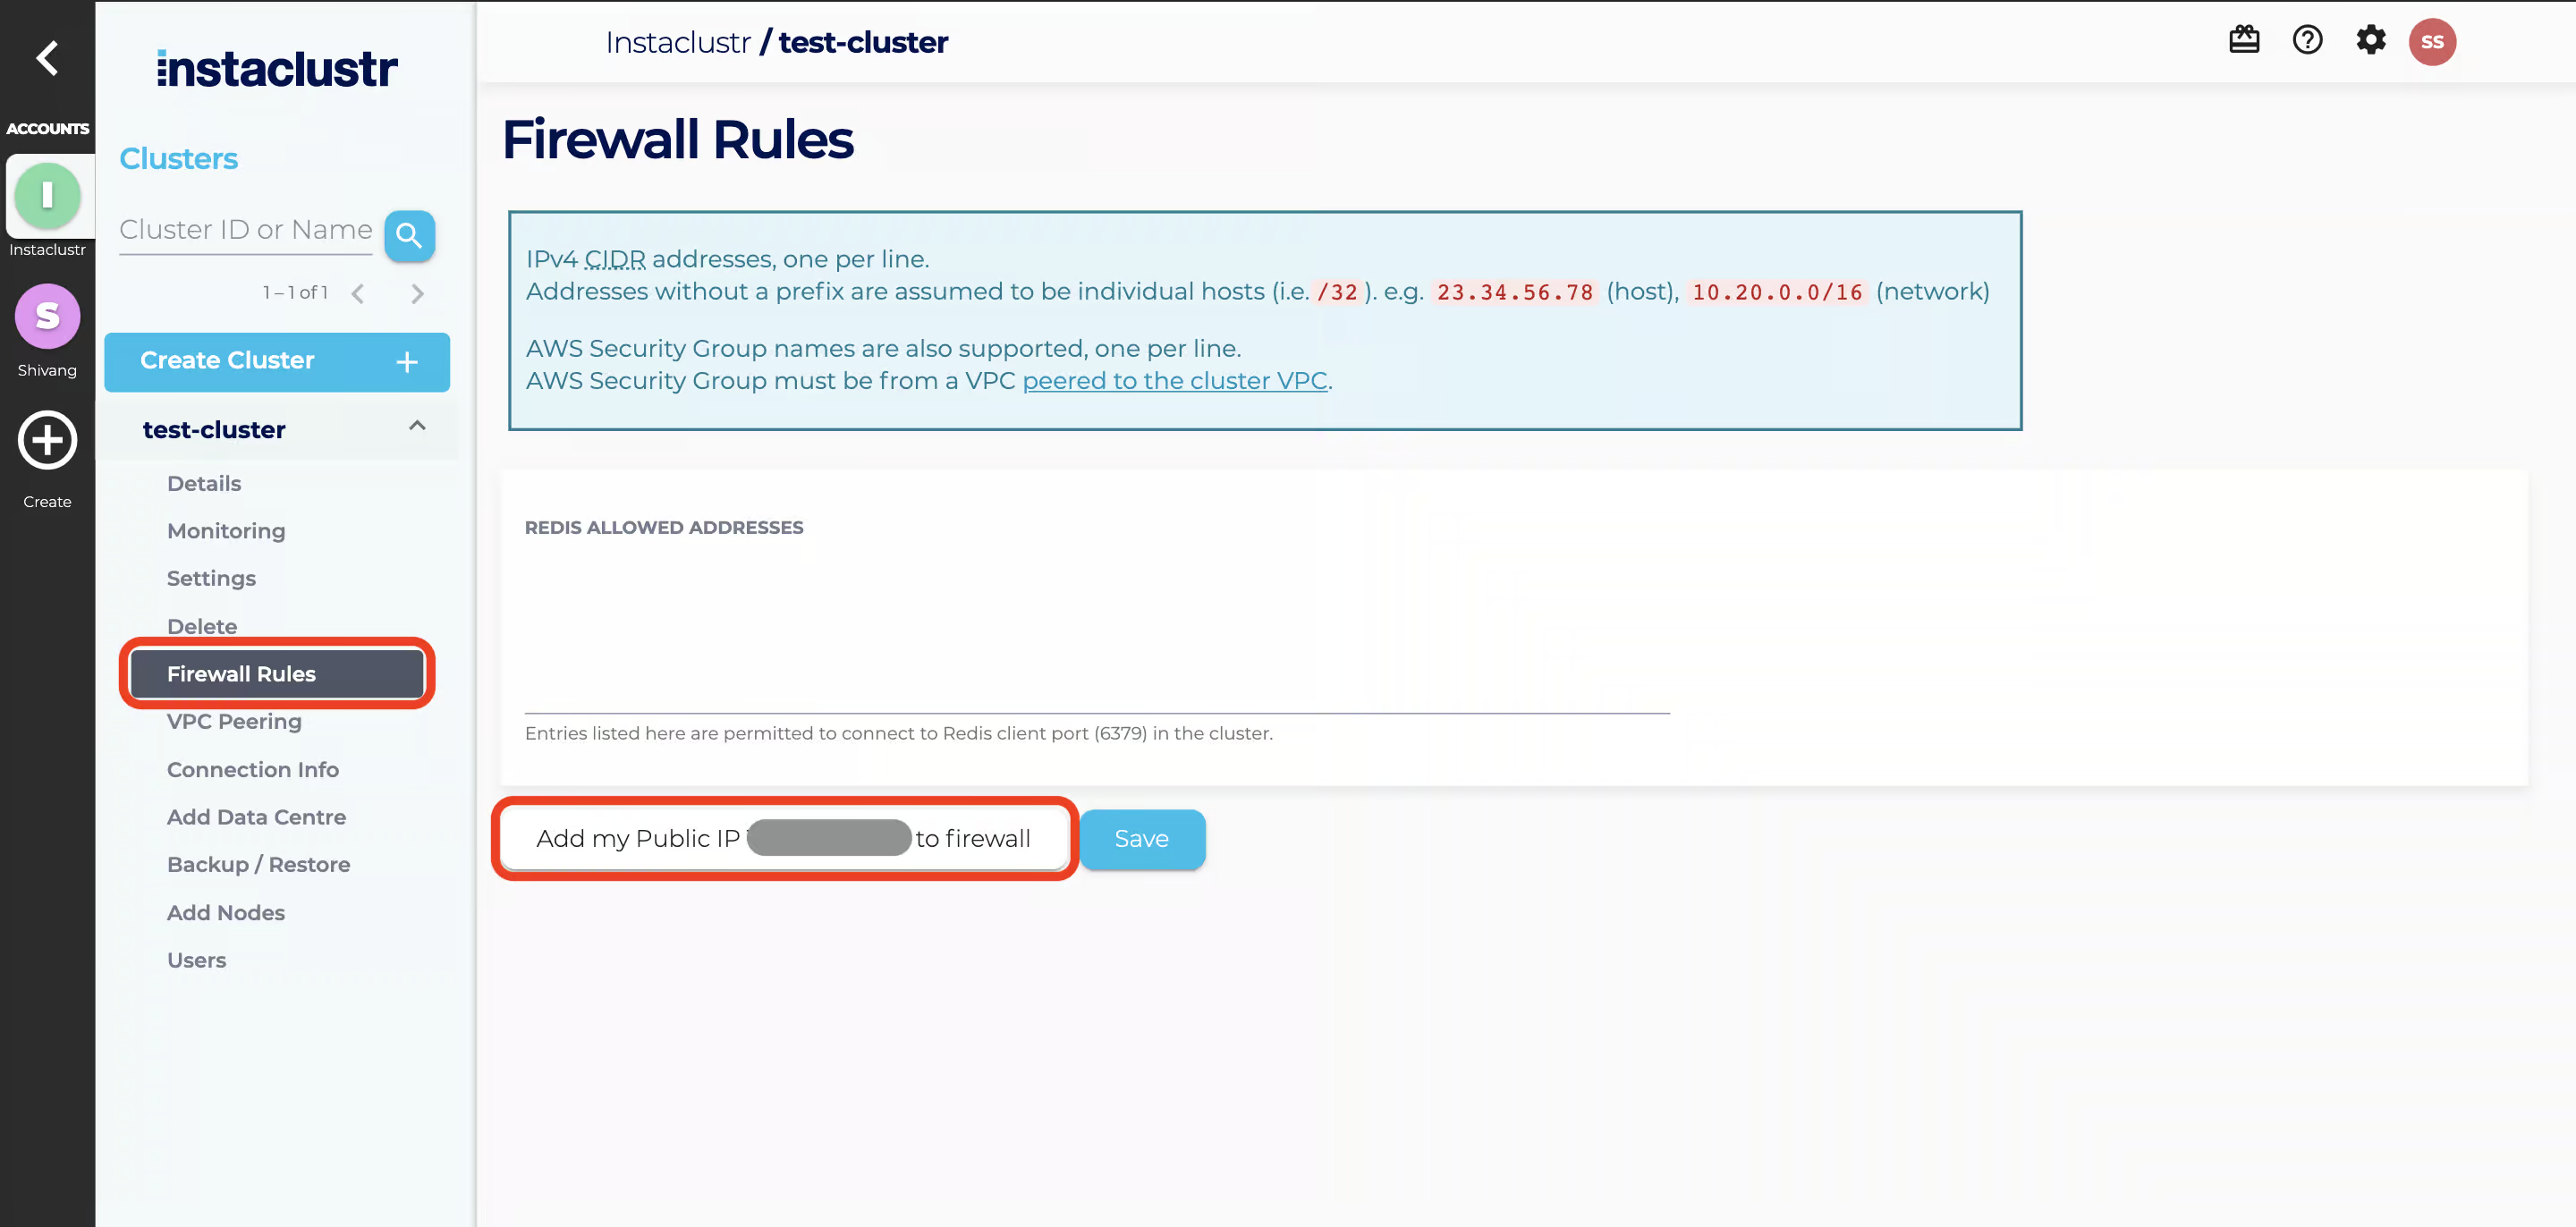 ACCOUNTS
I
Instaclustr
S
Shivang
Create
instaclustr
Clusters
Cluster ID or Name
1 – 1 of 1
Create Cluster +
test-cluster
Details
Monitoring
Settings
Delete
Firewall Rules
VPC Peering
Connection Info
Add Data Centre
Backup / Restore
Add Nodes
Users
Instaclustr / test-cluster
SS
Firewall Rules
IPv4 CIDR addresses, one per line.
Addresses without a prefix are assumed to be individual hosts (i.e. /32 ). e.g. 23.34.56.78 (host), 10.20.0.0/16 (network)
AWS Security Group names are also supported, one per line.
AWS Security Group must be from a VPC peered to the cluster VPC.
REDIS ALLOWED ADDRESSES
Entries listed here are permitted to connect to Redis client port (6379) in the cluster.
Add my Public IP to firewall
Save